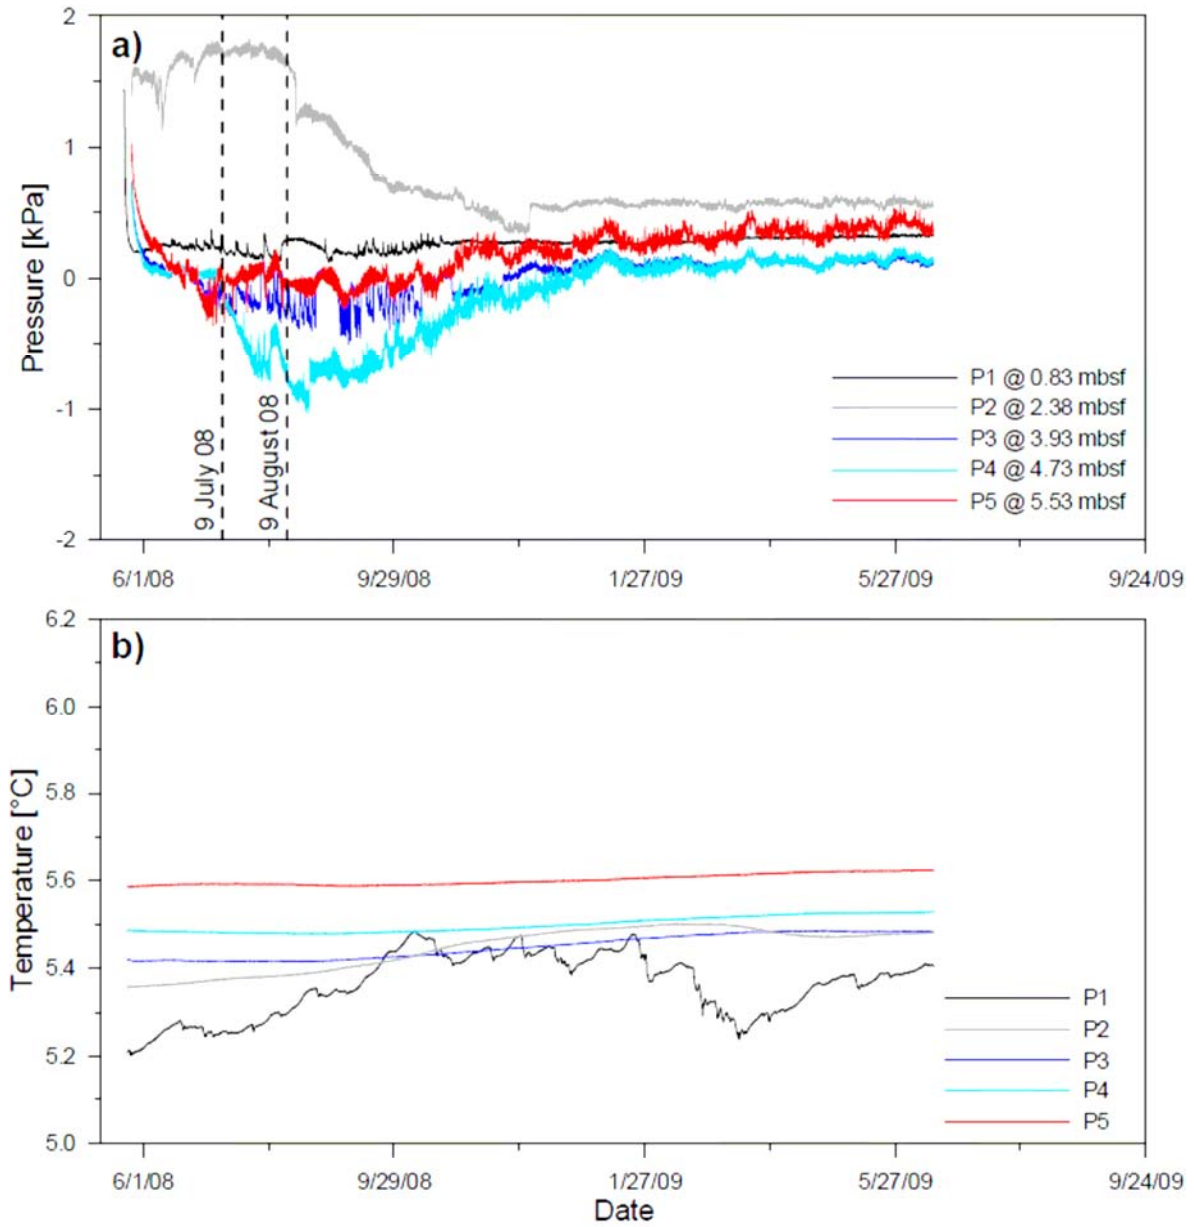 a)
2
1
0
-1
-2
Pressure [kPa]
9 July 08
9 August 08
P1 @ 0.83 mbsf
P2 @ 2.38 mbsf
P3 @ 3.93 mbsf
P4 @ 4.73 mbsf
P5 @ 5.53 mbsf
6/1/08 9/29/08 1/27/09 5/27/09 9/24/09
b)
6.2
6.0
5.8
5.6
5.4
5.2
5.0
Temperature [°C]
P1
P2
P3
P4
P5
6/1/08 9/29/08 1/27/09 5/27/09 9/24/09
Date